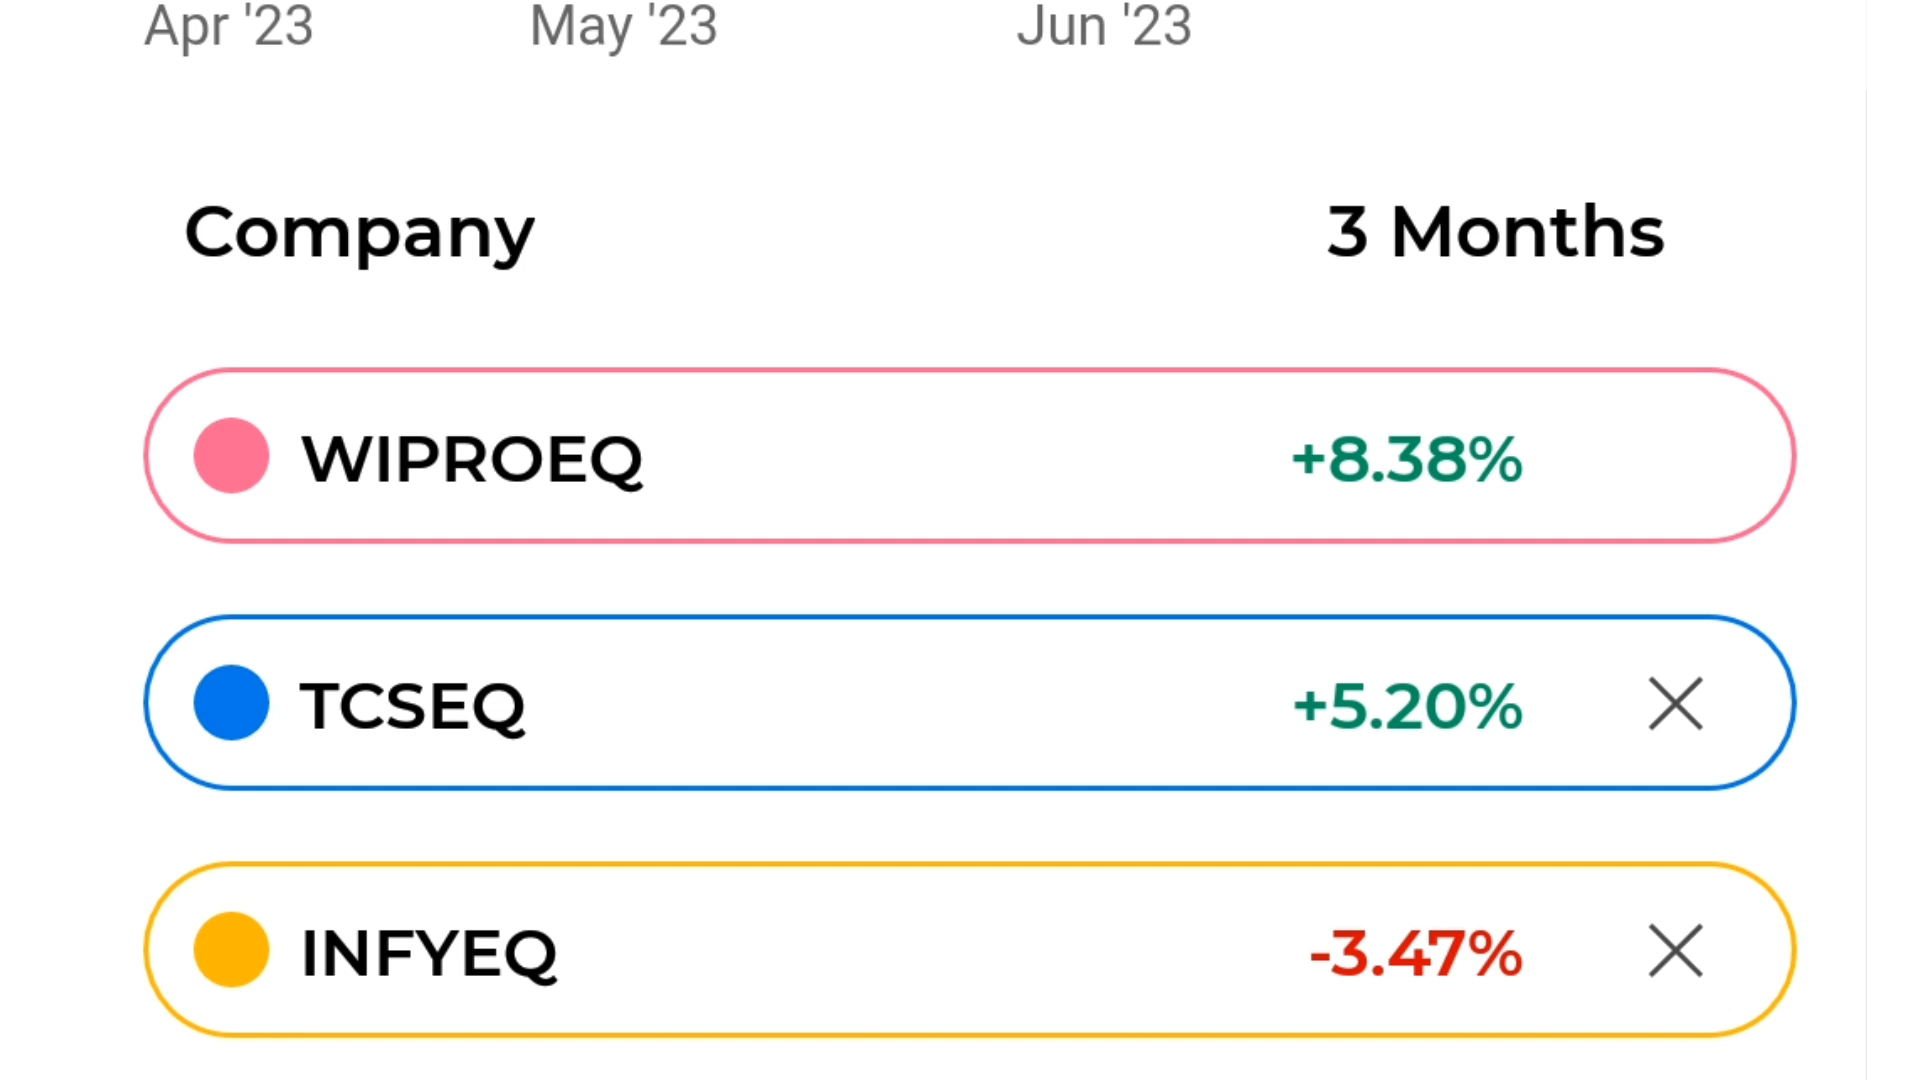 Apr '23 May '23 Jun '23
Company 3 Months
WIPROEQ +8.38%
TCSEQ +5.20%
INFYEQ -3.47%